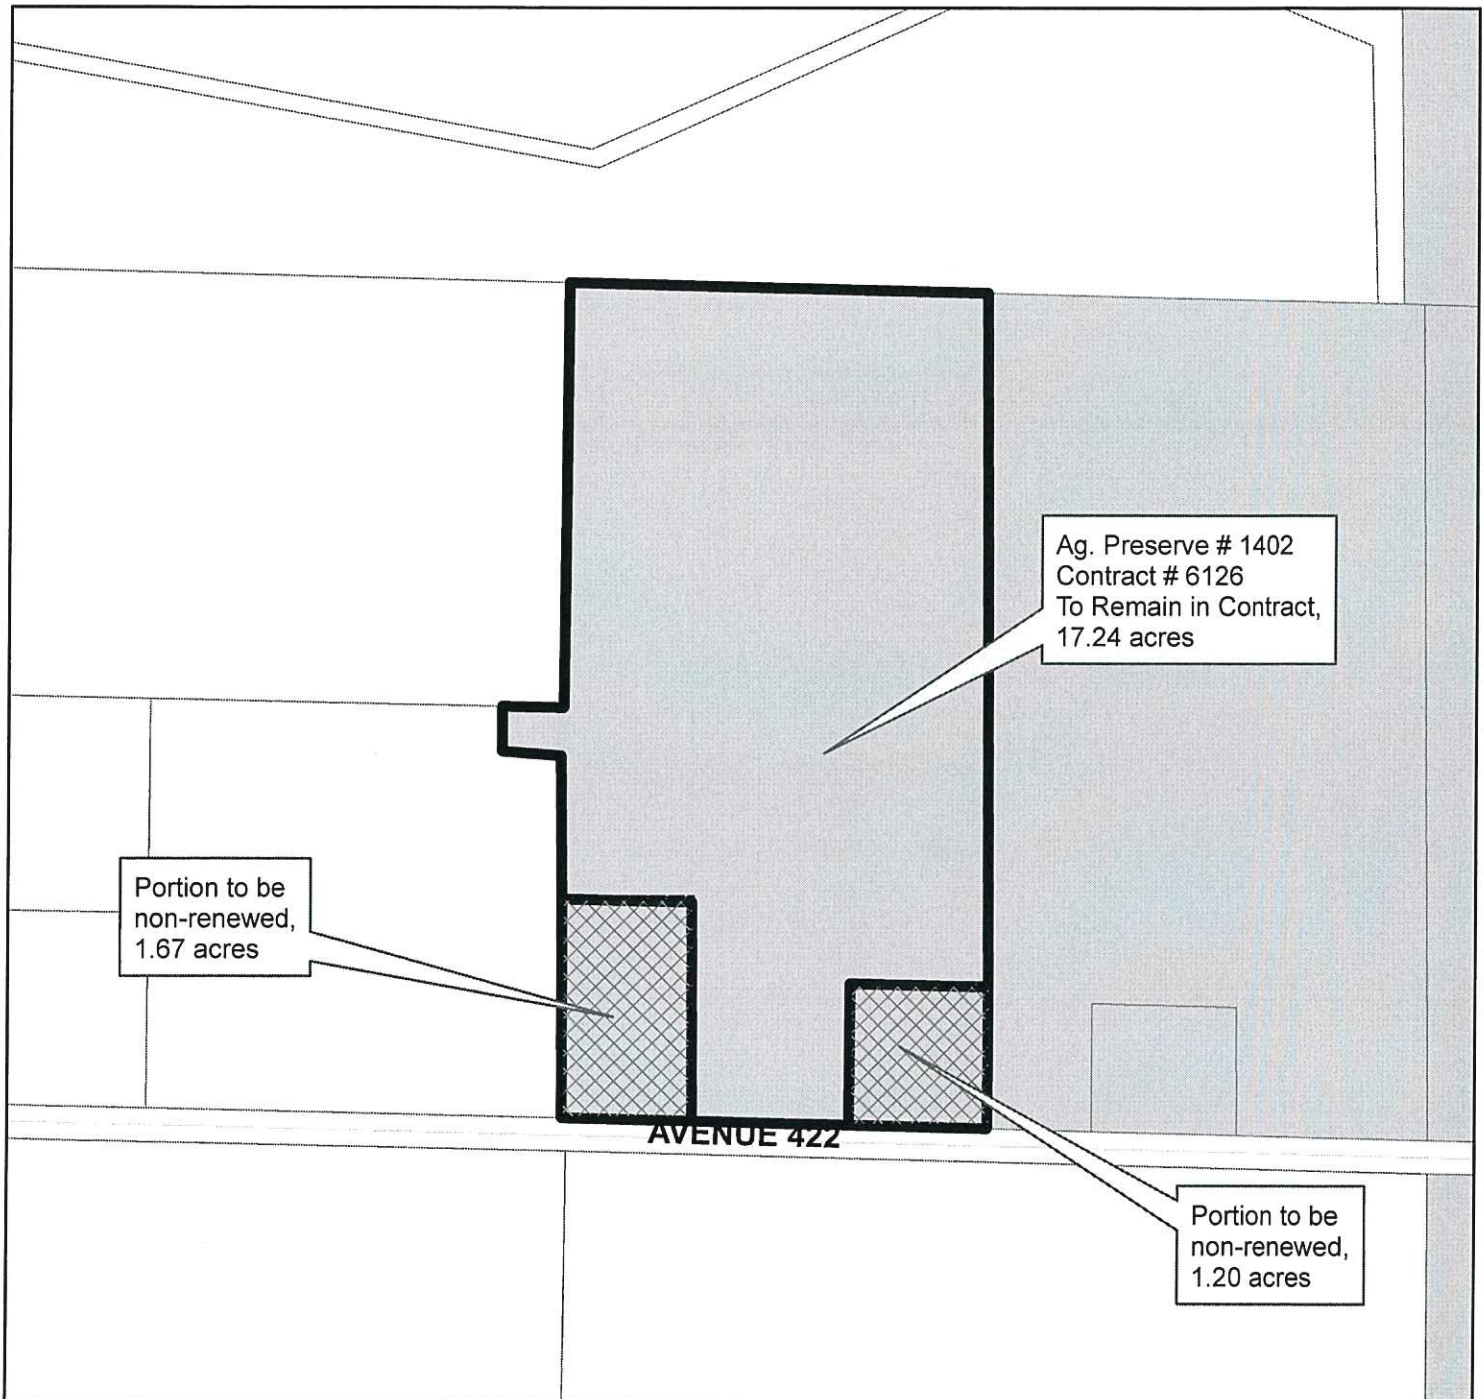 Ag. Preserve # 1402
Contract # 6126
To Remain in Contract,
17.24 acres
Portion to be
non-renewed,
1.67 acres
AVENUE 422
Portion to be
non-renewed,
1.20 acres